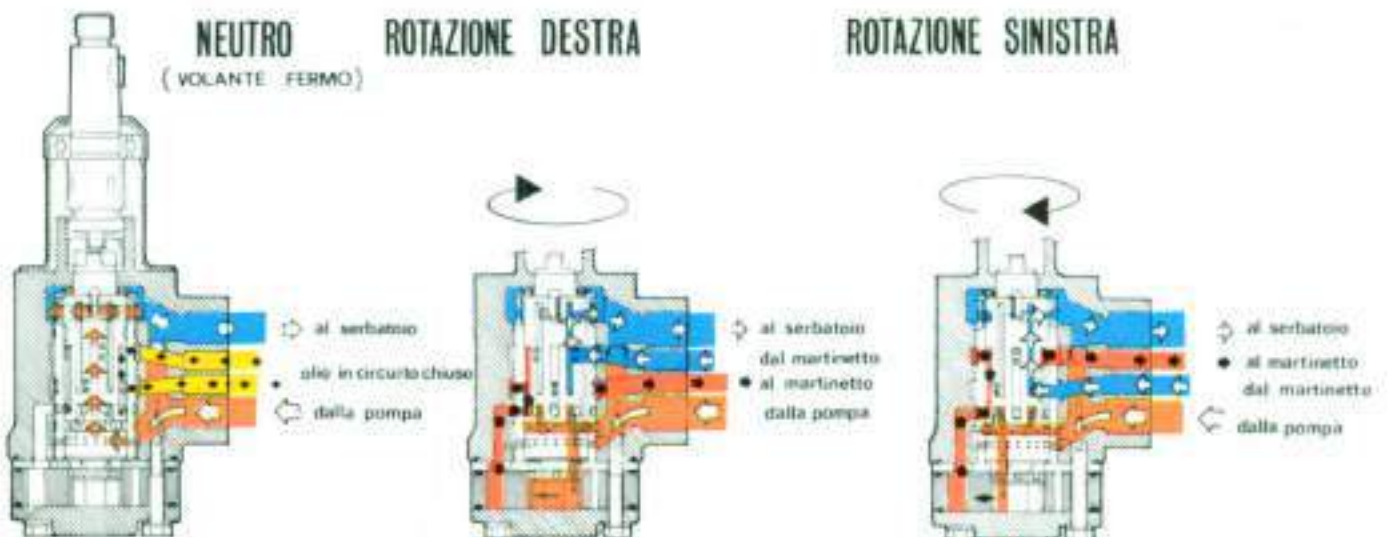 NEUTRO
( VOLANTE FERMO )
ROTAZIONE DESTRA
ROTAZIONE SINISTRA
al serbatoio
olio in circurto chiuso
dalla pompa
al serbatoio
dal martinetto
al martinetto
dalla pompa
al serbatoio
al martinetto
dal martinetto
dalla pompa